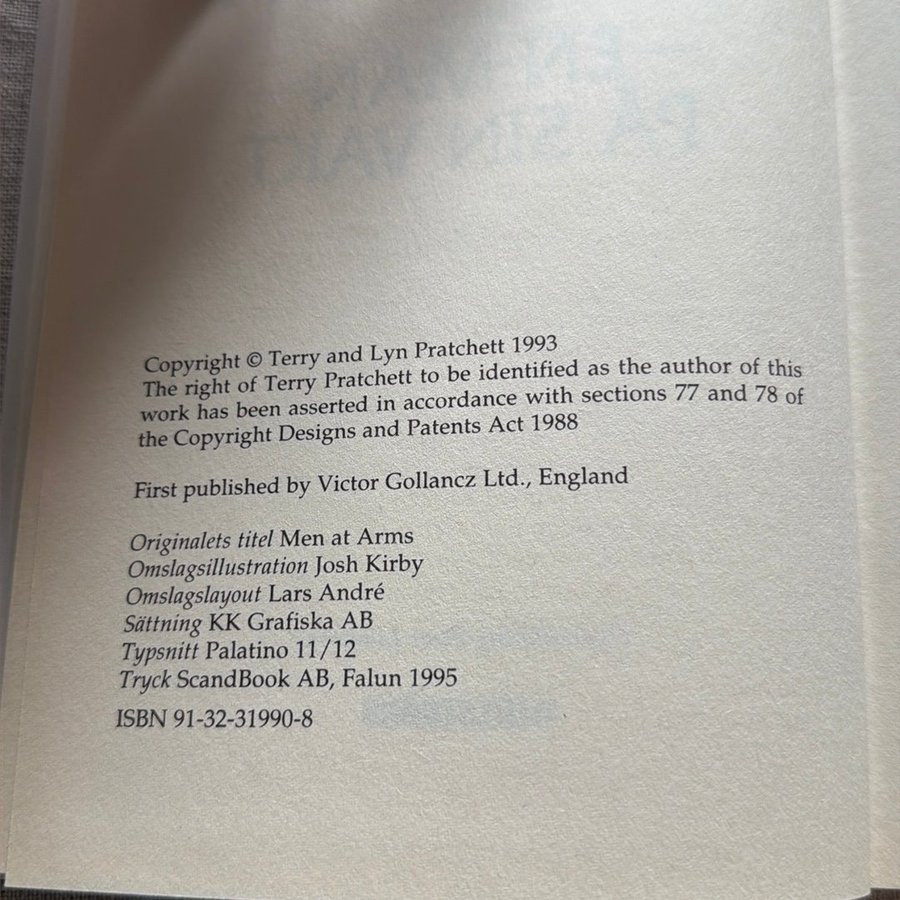 Copyright © Terry and Lyn Pratchett 1993
The right of Terry Pratchett to be identified as the author of this
work has been asserted in accordance with sections 77 and 78 of
the Copyright Designs and Patents Act 1988
First published by Victor Gollancz Ltd., England
Originalets titel Men at Arms
Omslagsillustration Josh Kirby
Omslagslayout Lars André
Sättning KK Grafiska AB
Typsnitt Palatino 11/12
Tryck ScandBook AB, Falun 1995
ISBN 91-32-31990-8